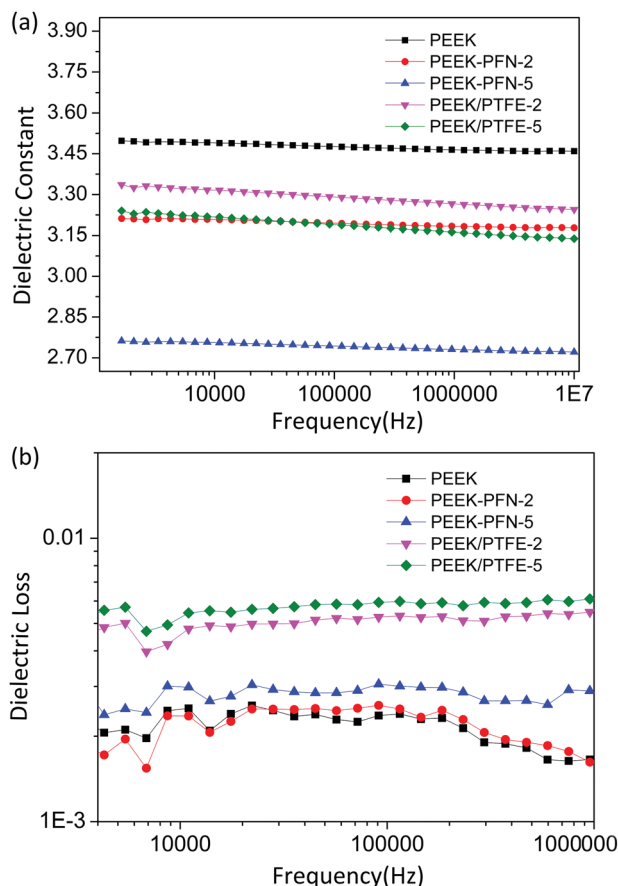 (a)
3.90
3.75
3.60
3.45
3.30
3.15
3.00
2.85
2.70
Dielectric Constant
PEEK
PEEK-PFN-2
PEEK-PFN-5
PEEK/PTFE-2
PEEK/PTFE-5
10000
100000
1000000
1E7
Frequency(Hz)
(b)
0.01
1E-3
Dielectric Loss
PEEK
PEEK-PFN-2
PEEK-PFN-5
PEEK/PTFE-2
PEEK/PTFE-5
10000
100000
1000000
Frequency(Hz)